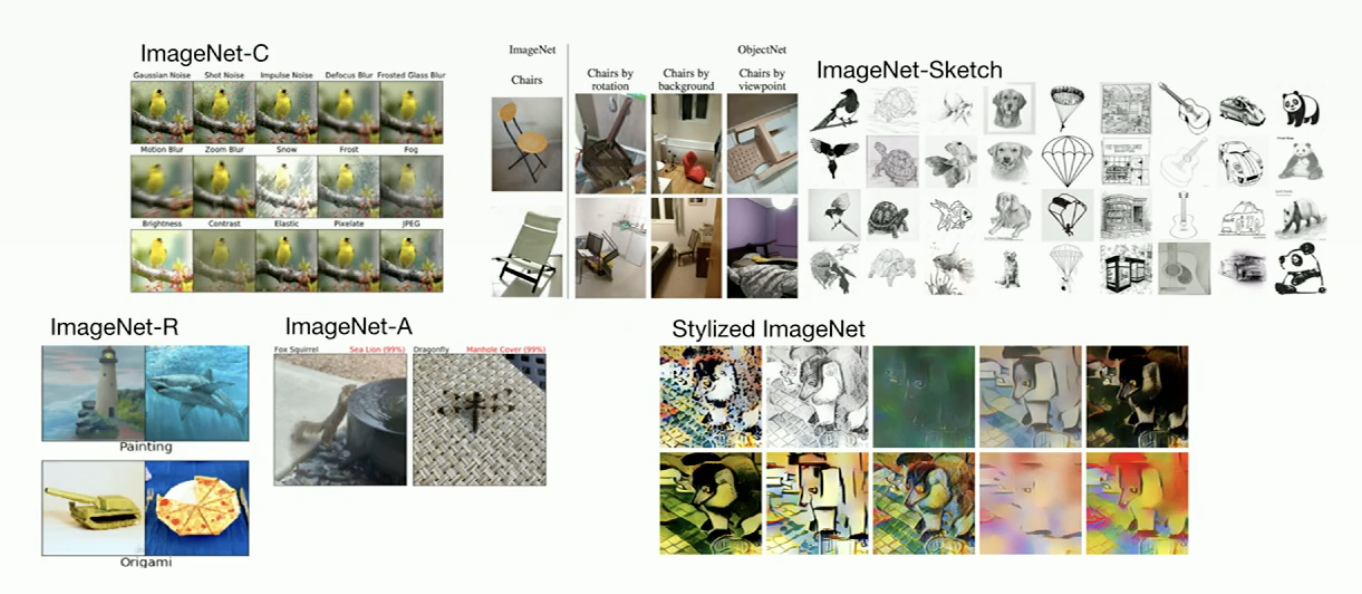 ImageNet-C
Gaussian Noise Shot Noise Impulse Noise Defocus Blur Frosted Glass Blur
Motion Blur Zoom Blur Snow Frost Fog
Brightness Contrast Elastic Pixelate JPEG
ImageNet ObjectNet
Chairs Chairs by rotation Chairs by background Chairs by viewpoint
ImageNet-Sketch
ImageNet-R
Painting
Origami
ImageNet-A
Fox Squirrel Sea Lion (99%) Dragonfly Manhole Cover (99%)
Stylized ImageNet